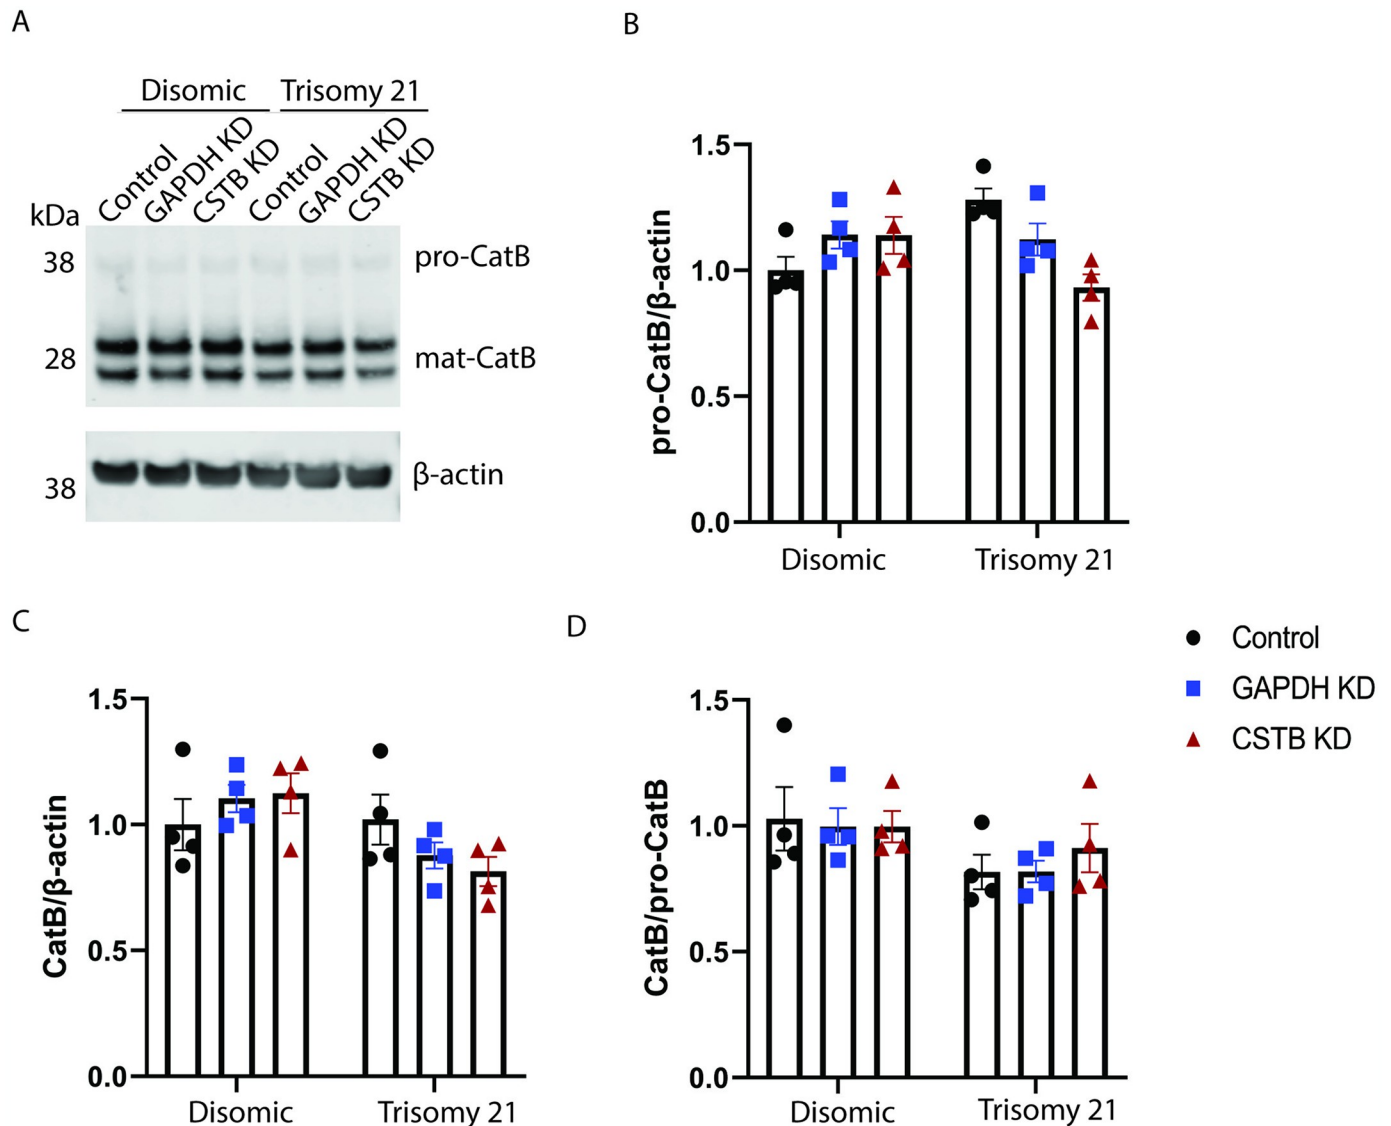 A
Disomic Trisomy 21
Control GAPDH KD CSTB KD Control GAPDH KD CSTB KD
kDa
38 pro-CatB
28 mat-CatB
38 β-actin
B
pro-CatB/β-actin
1.5
1.0
0.5
0.0
Disomic Trisomy 21
C
CatB/β-actin
1.5
1.0
0.5
0.0
Disomic Trisomy 21
D
CatB/pro-CatB
1.5
1.0
0.5
0.0
Disomic Trisomy 21
Control
GAPDH KD
CSTB KD